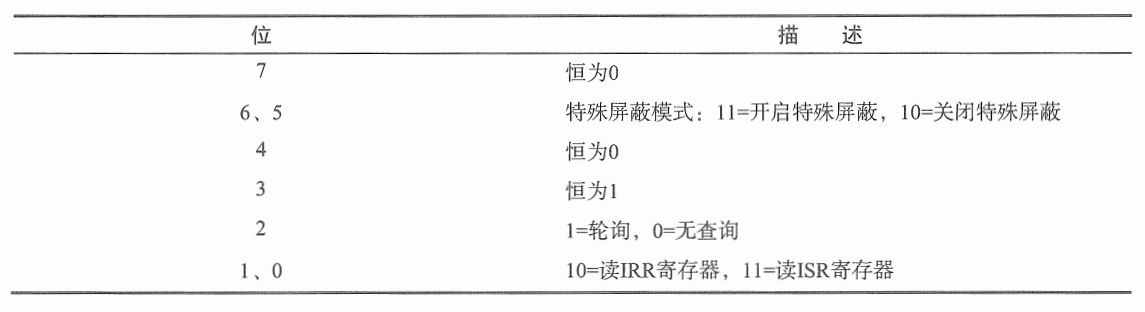 位 描 述
7 恒为0
6、5 特殊屏蔽模式：11=开启特殊屏蔽，10=关闭特殊屏蔽
4 恒为0
3 恒为1
2 1=轮询，0=无查询
1、0 10=读IRR寄存器，11=读ISR寄存器